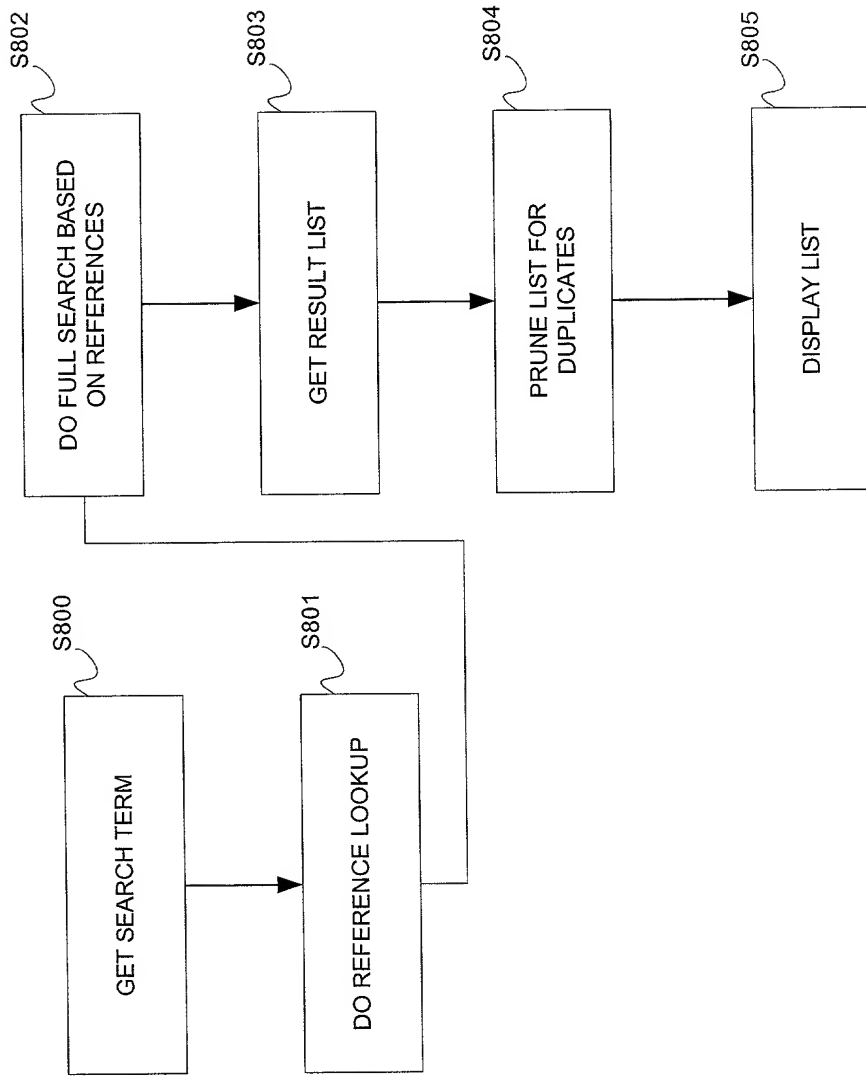 S800
GET SEARCH TERM
S801
DO REFERENCE LOOKUP
S802
DO FULL SEARCH BASED
ON REFERENCES
S803
GET RESULT LIST
S804
PRUNE LIST FOR
DUPLICATES
S805
DISPLAY LIST